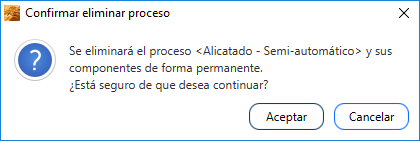 Confirmar eliminar proceso
Se eliminará el proceso <Alicatado - Semi-automático> y sus
componentes de forma permanente.
¿Está seguro de que desea continuar?
Aceptar
Cancelar